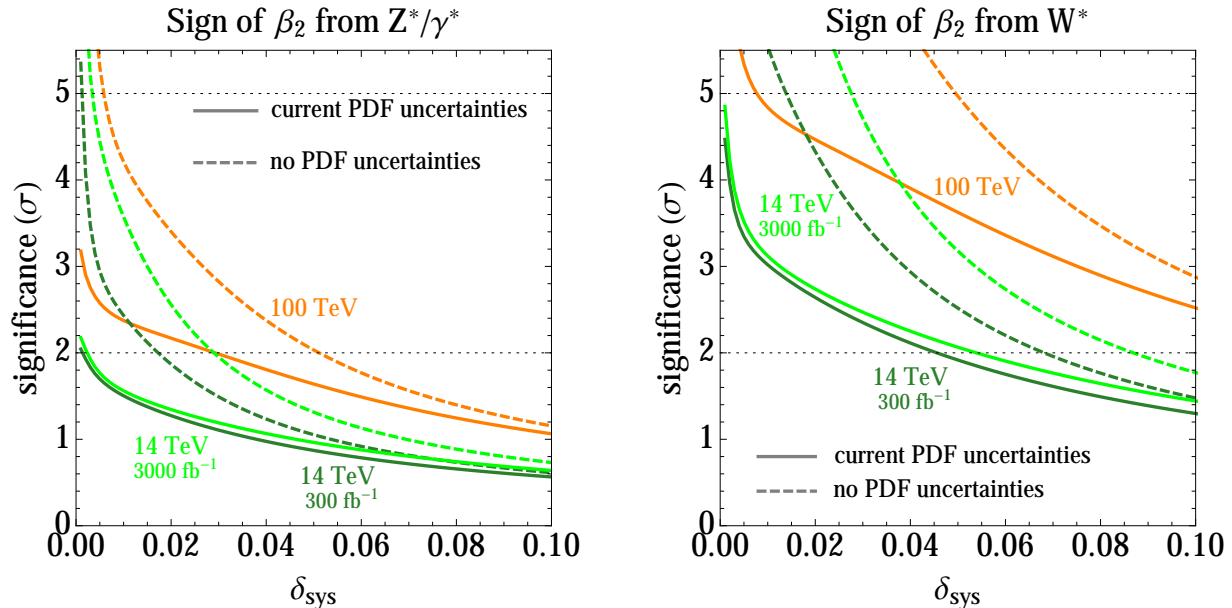 Sign of β₂ from Z*/γ*
significance (σ)
5
4
3
2
1
0
current PDF uncertainties
no PDF uncertainties
100 TeV
14 TeV
3000 fb⁻¹
14 TeV
300 fb⁻¹
0.00 0.02 0.04 0.06 0.08 0.10
δsys
Sign of β₂ from W*
significance (σ)
5
4
3
2
1
0
100 TeV
14 TeV
3000 fb⁻¹
14 TeV
300 fb⁻¹
current PDF uncertainties
no PDF uncertainties
0.00 0.02 0.04 0.06 0.08 0.10
δsys